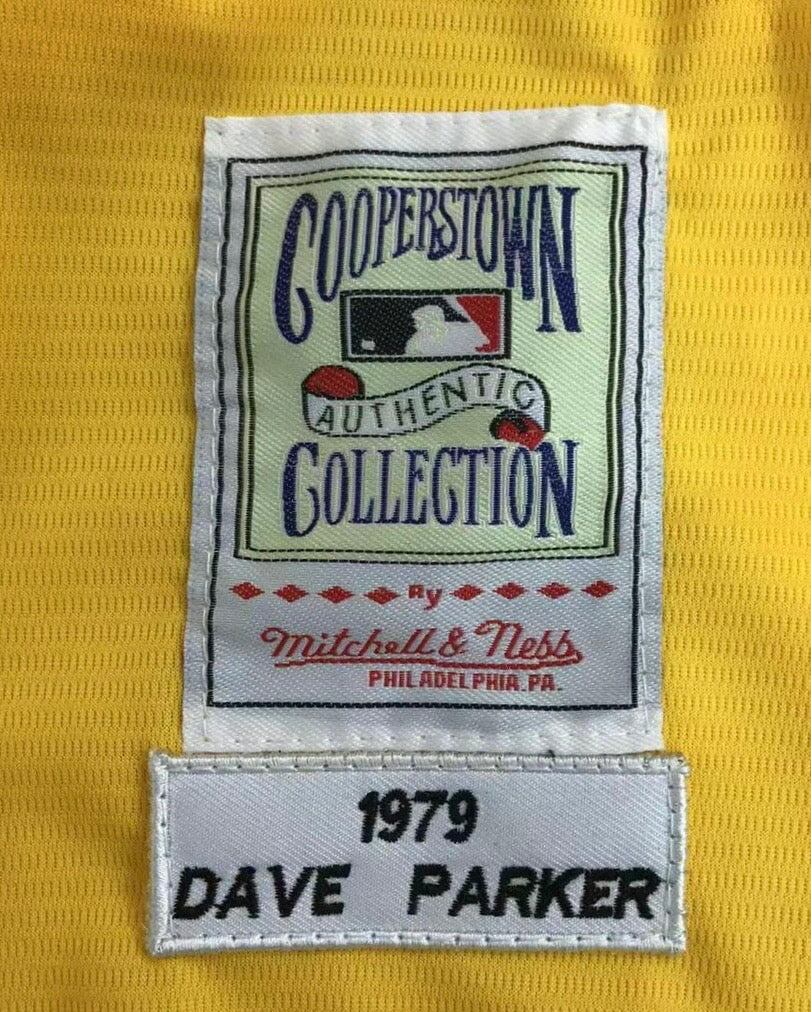 COOPERSTOWN
AUTHENTIC
COLLECTION
By
Mitchell & Ness
PHILADELPHIA. PA.
1979
DAVE PARKER